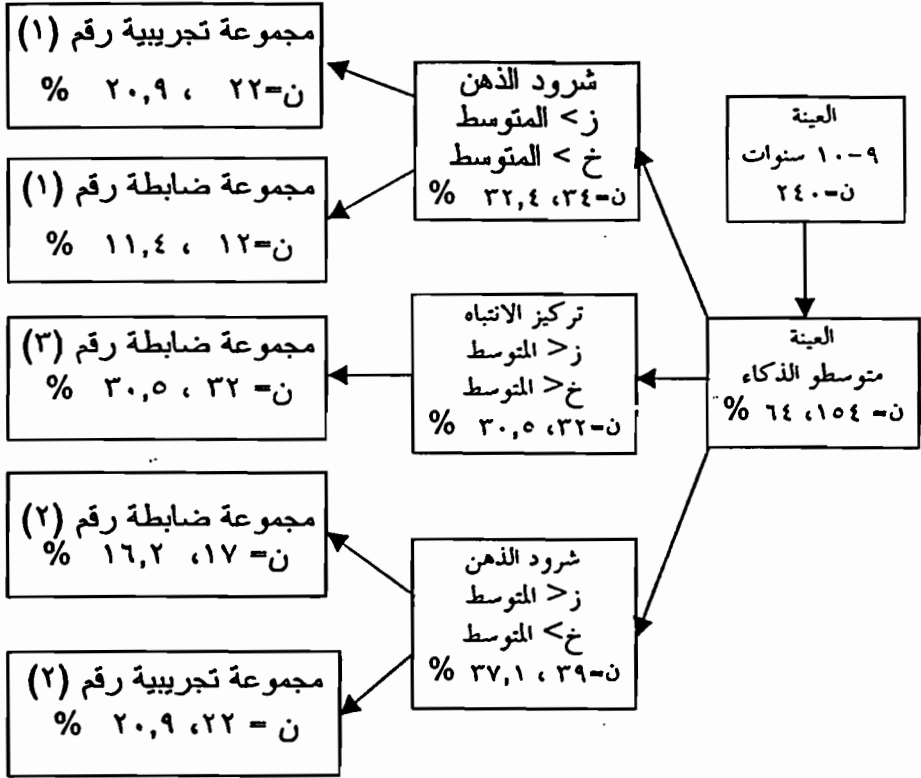 العينة
٩-١٠ سنوات
ن=٢٤٠
العينة
متوسطو الذكاء
ن= ١٥٤، ٦٤ %
شرود الذهن
ز > المتوسط
خ > المتوسط
ن=٣٤، ٣٢,٤ %
تركيز الانتباه
ز< المتوسط
خ< المتوسط
ن=٣٢، ٣٠,٥ %
شرود الذهن
ز< المتوسط
خ> المتوسط
ن=٣٩ ، ٣٧,١ %
مجموعة تجريبية رقم (١)
ن=٢٢ ، ٢٠,٩ %
مجموعة ضابطة رقم (١)
ن=١٢ ، ١١,٤ %
مجموعة ضابطة رقم (٣)
ن= ٣٢ ، ٣٠,٥ %
مجموعة ضابطة رقم (٢)
ن= ١٧، ١٦,٢ %
مجموعة تجريبية رقم (٢)
ن = ٢٢، ٢٠,٩ %